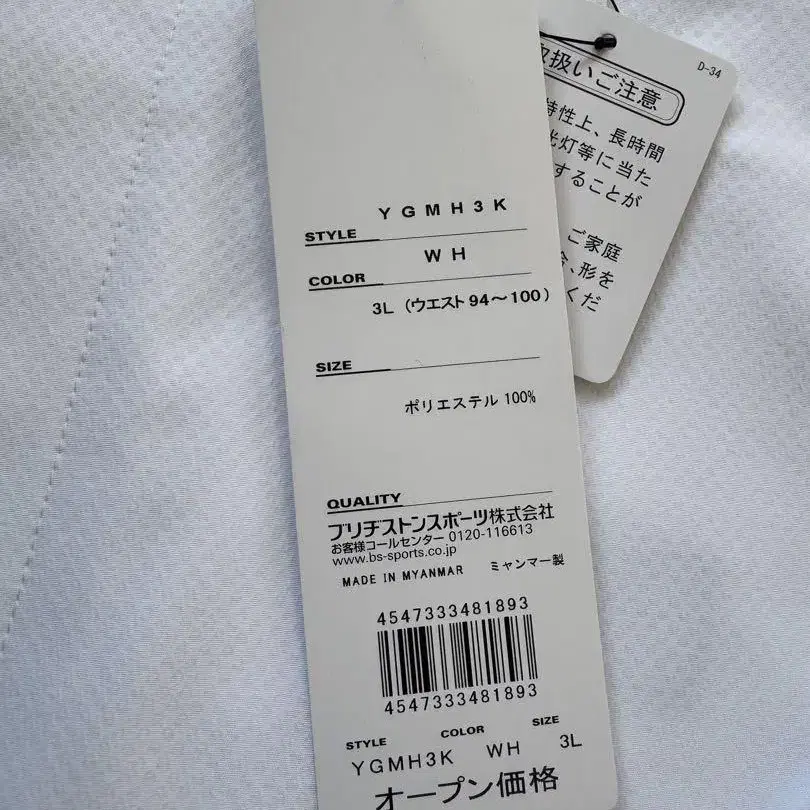 YGMH3K
STYLE
WH
COLOR
3L（ウエスト94～100）
SIZE
ポリエステル 100%
QUALITY
ブリヂストンスポーツ株式会社
お客様コールセンター 0120-116613
www.bs-sports.co.jp
MADE IN MYANMAR ミャンマー製
4547333481893
4547333481893
STYLE COLOR SIZE
YGMH3K WH 3L
オープン価格
D-34
取扱いご注意
特性上、長時間
光灯等に当た
することが
ご家庭
、形を
くだ